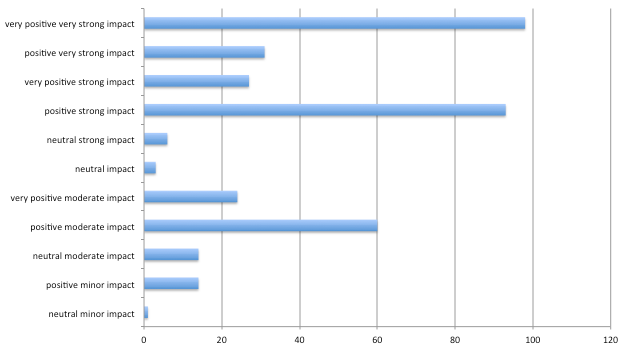 very positive very strong impact
positive very strong impact
very positive strong impact
positive strong impact
neutral strong impact
neutral impact
very positive moderate impact
positive moderate impact
neutral moderate impact
positive minor impact
neutral minor impact
0 20 40 60 80 100 120